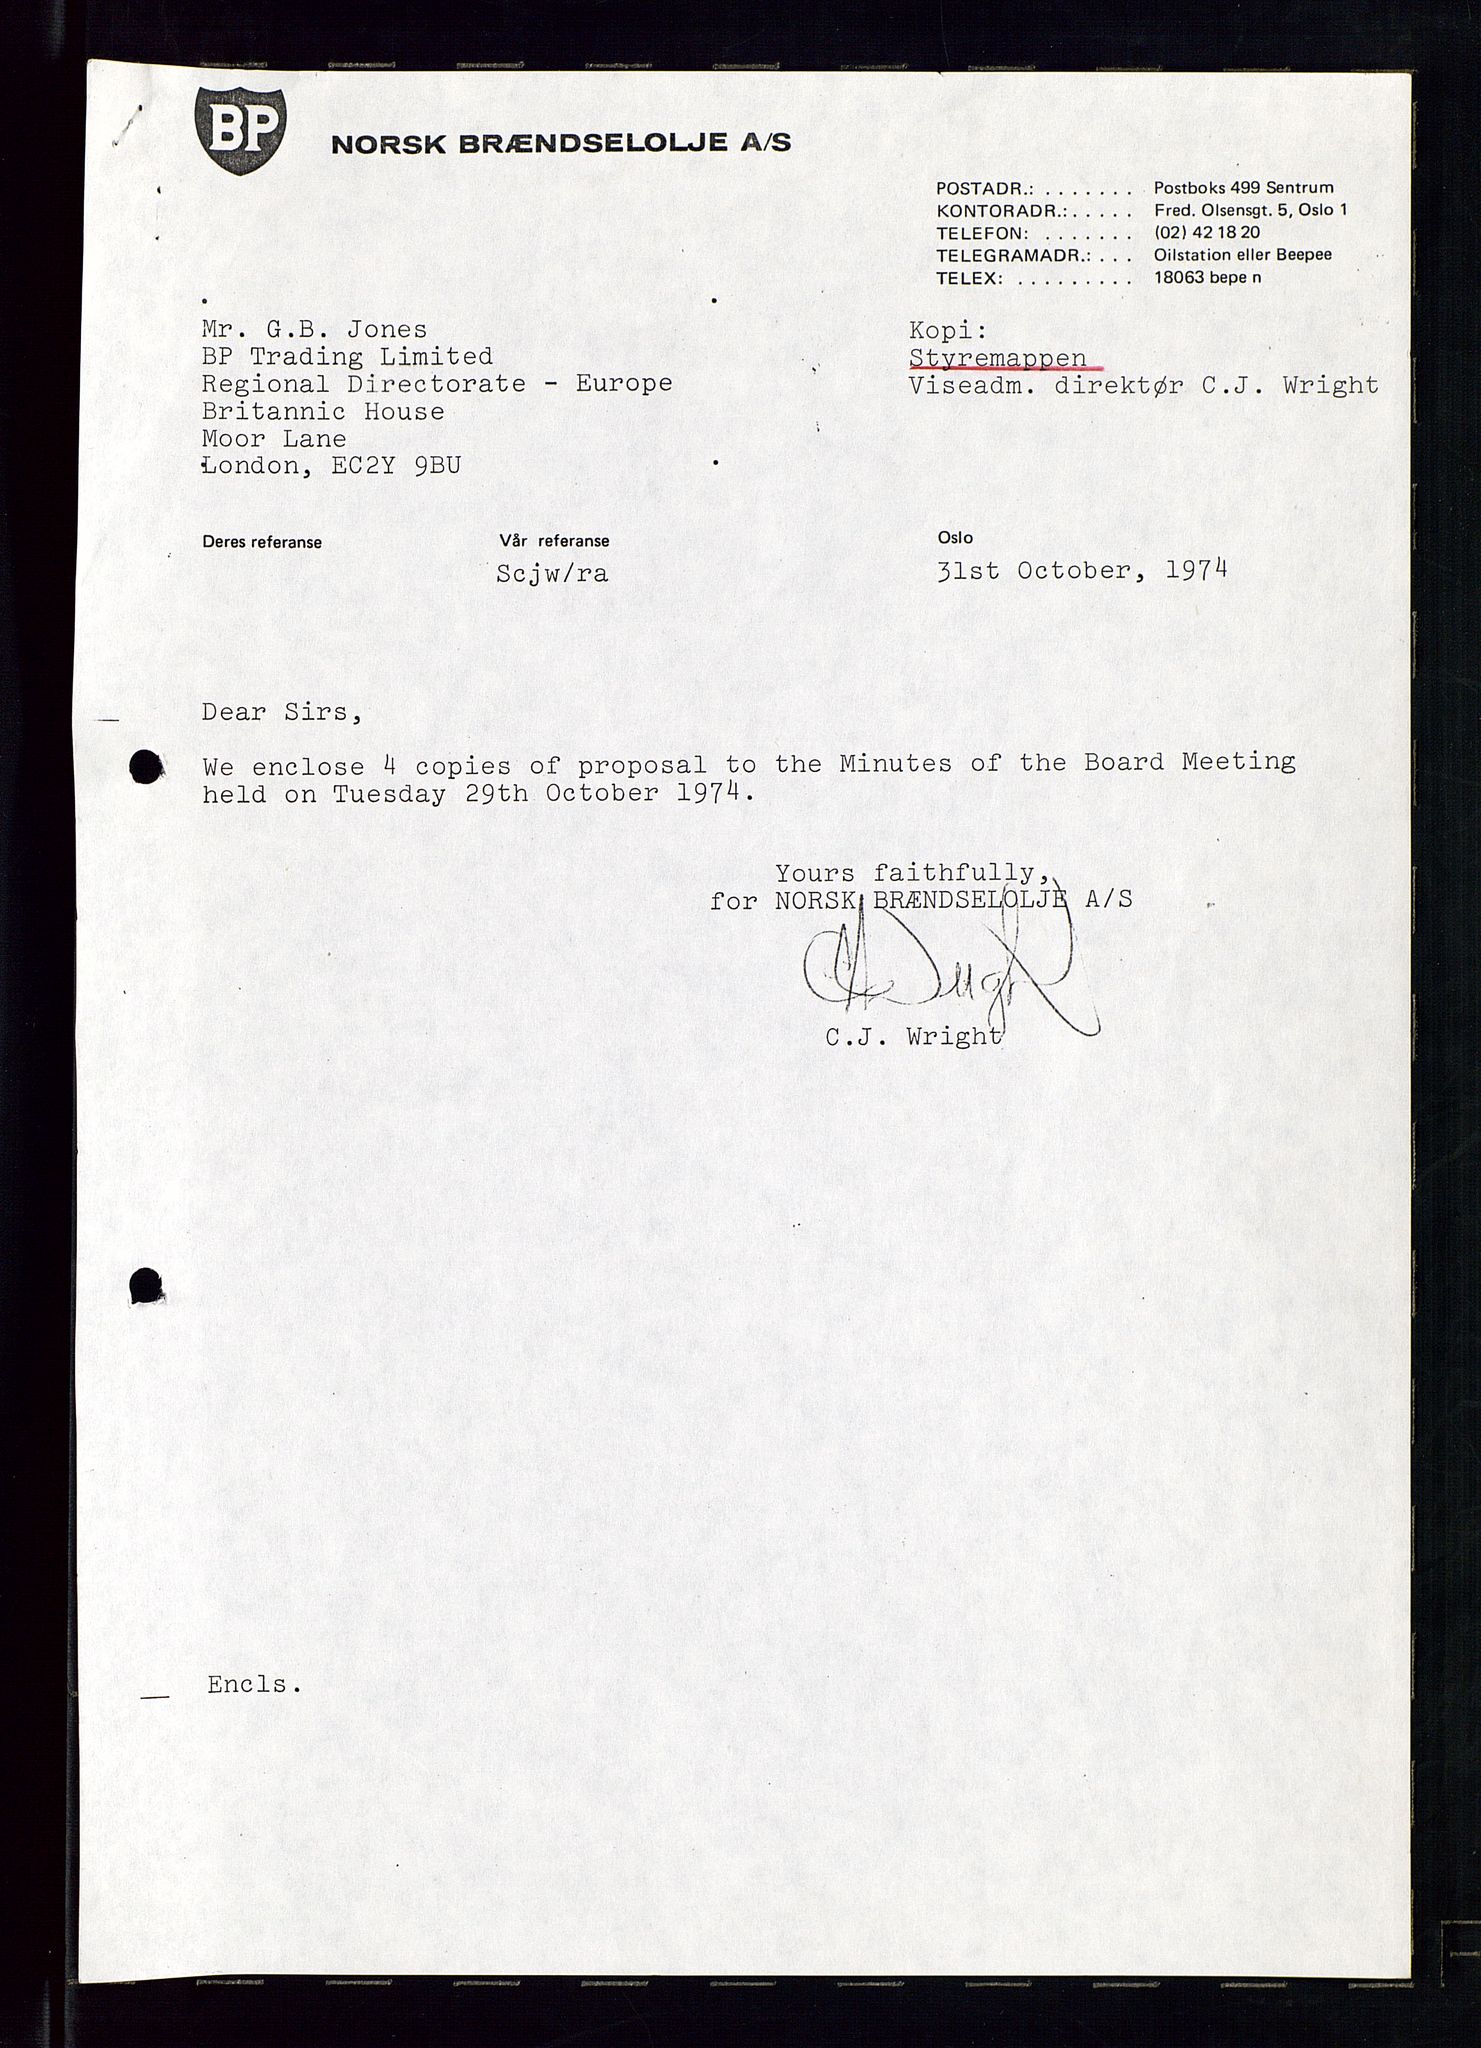 BP
NORSK BRÆNDSELOLJE A/S
POSTADR.: ....... Postboks 499 Sentrum
KONTORADR.: ..... Fred. Olsensgt. 5, Oslo 1
TELEFON: ....... (02) 42 18 20
TELEGRAMADR.: ... Oilstation eller Beepee
TELEX: ......... 18063 bepe n
Mr. G.B. Jones
BP Trading Limited
Regional Directorate - Europe
Britannic House
Moor Lane
London, EC2Y 9BU
Kopi:
Styremappen
Viseadm. direktør C.J. Wright
Deres referanse
Vår referanse
Scjw/ra
Oslo
31st October, 1974
Dear Sirs,
We enclose 4 copies of proposal to the Minutes of the Board Meeting
held on Tuesday 29th October 1974.
Yours faithfully,
for NORSK BRÆNDSELOLJE A/S
CJ Wright
C.J. Wright
Encls.